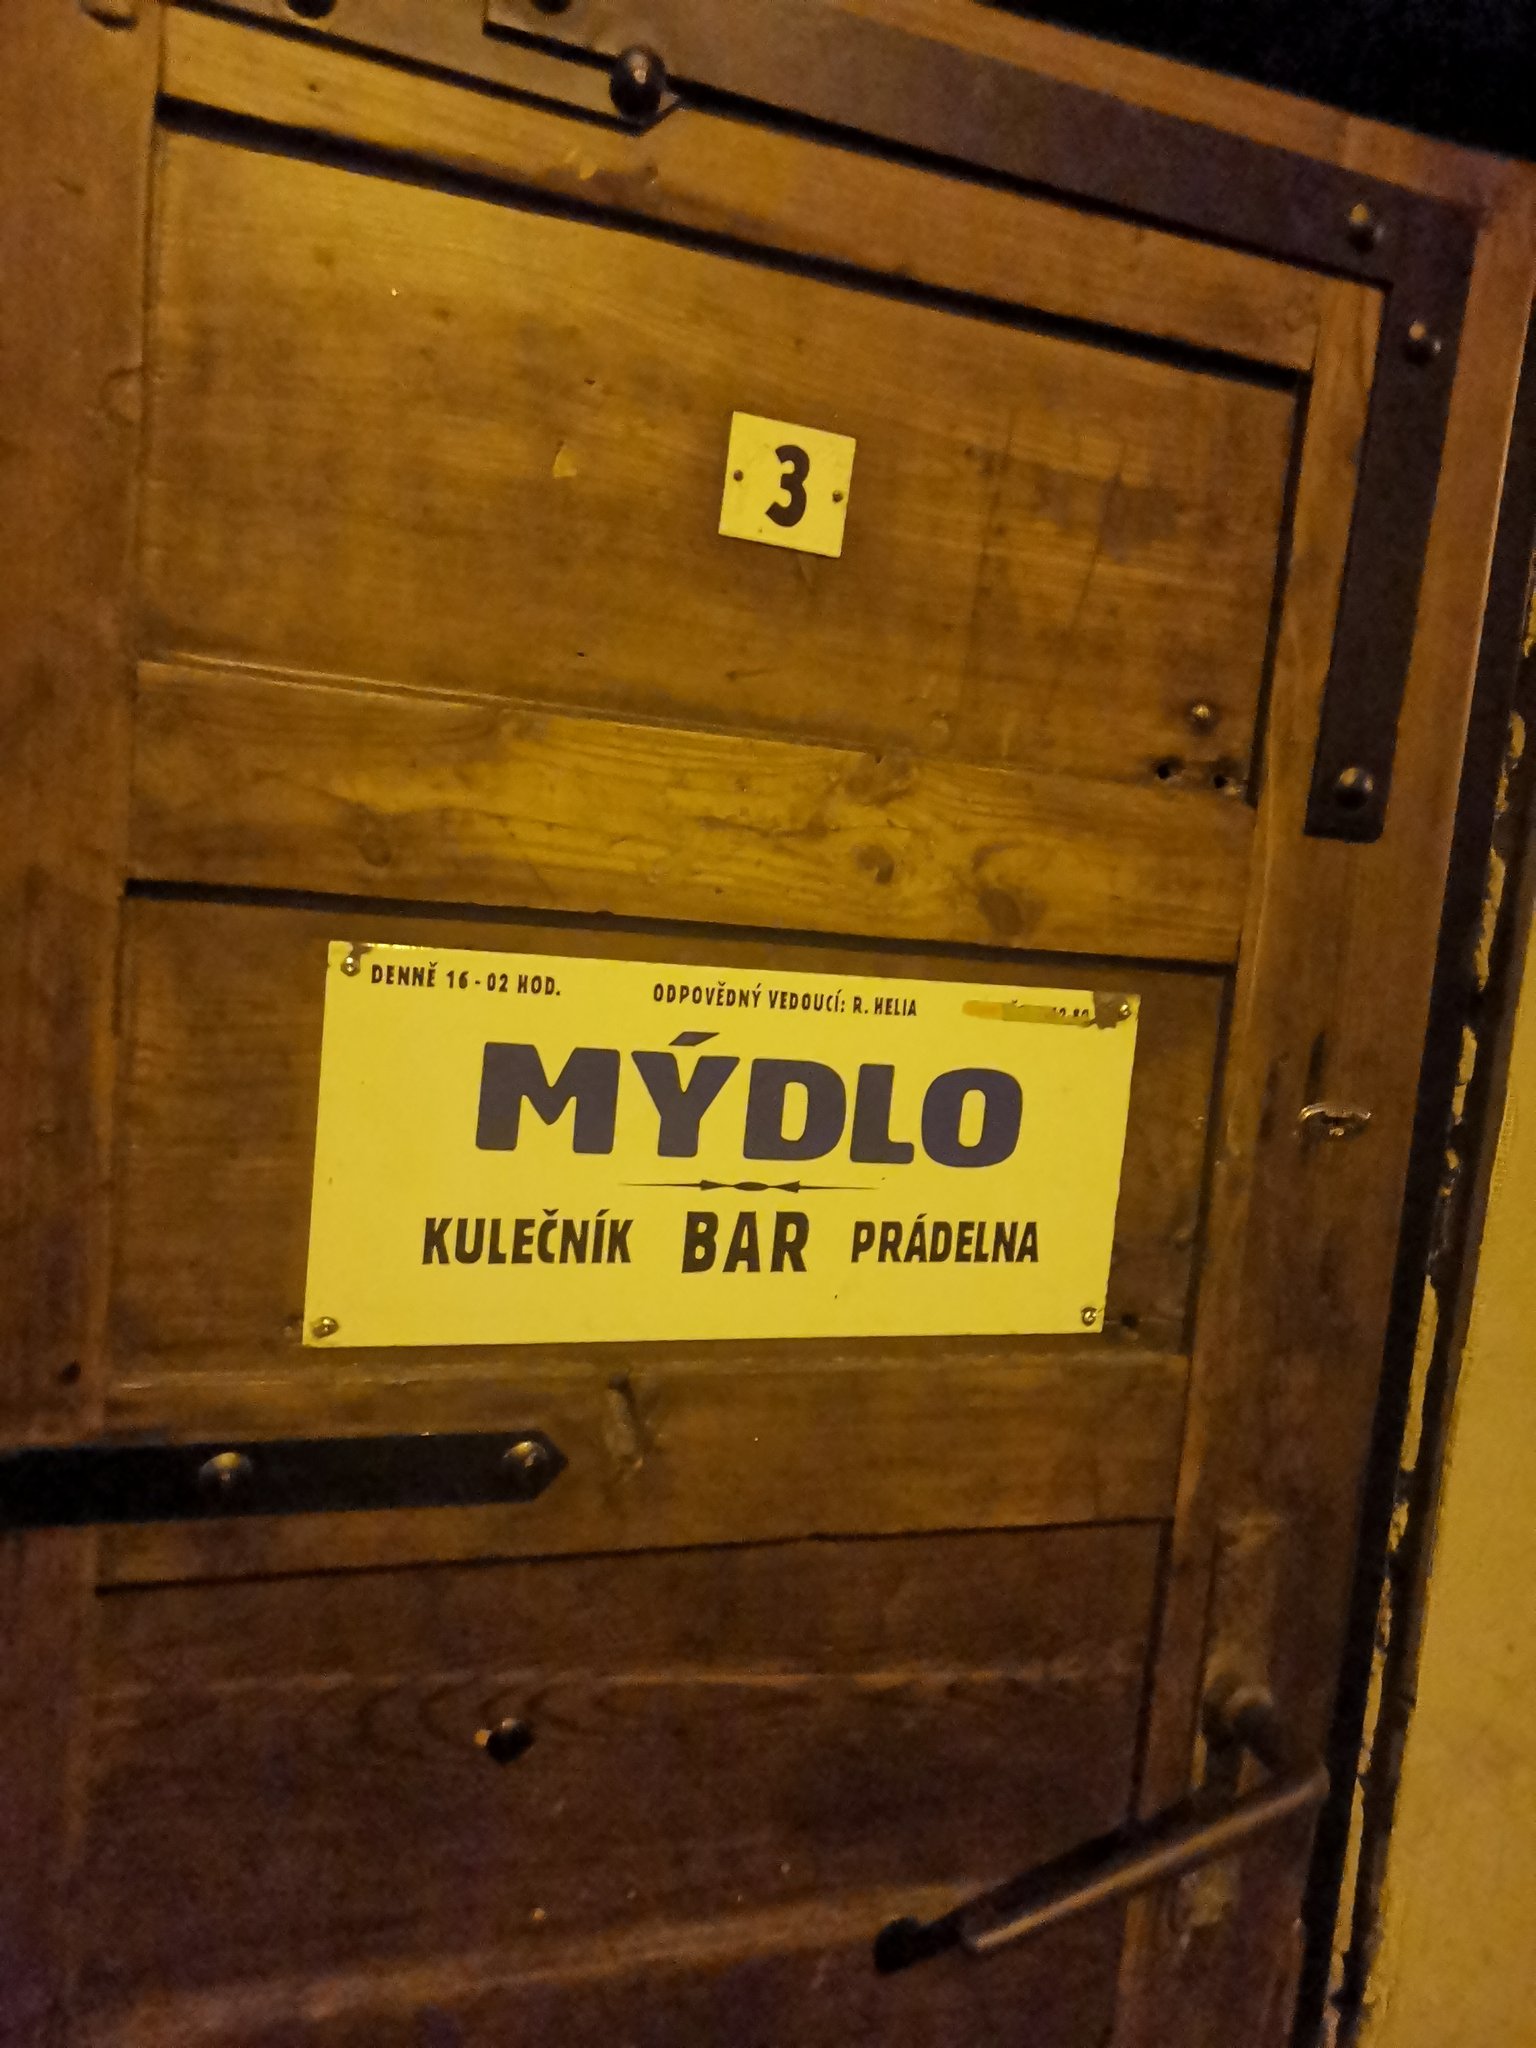 3
DENNĚ 16 - 02 HOD.
ODPOVĚDNÝ VEDOUCÍ: R. HELIA
MÝDLO
KULEČNÍK BAR PRÁDELNA